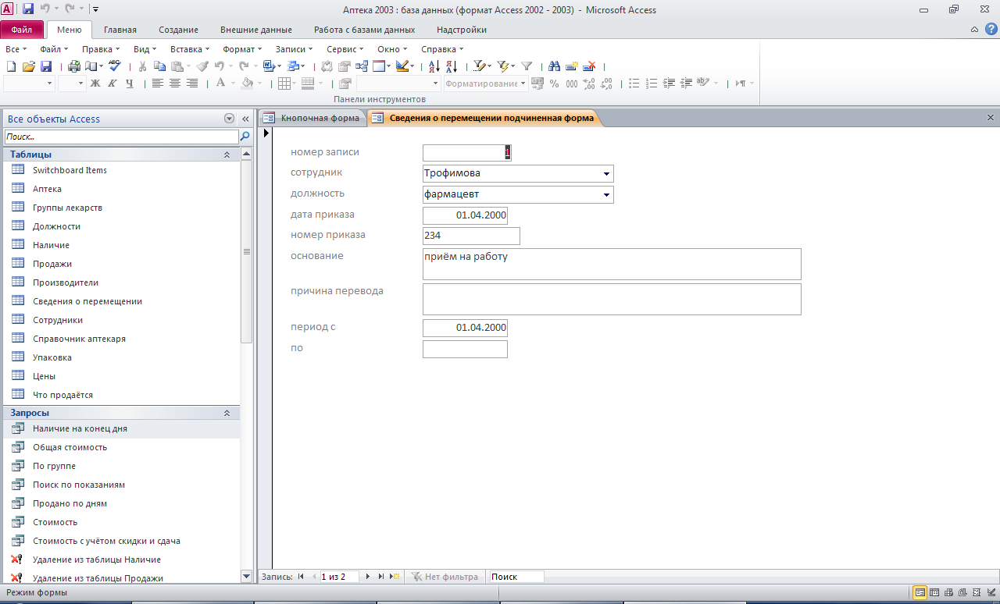 Аптека 2003 : база данных (формат Access 2002 - 2003) - Microsoft Access
Файл Меню Главная Создание Внешние данные Работа с базами данных Надстройки
Все Файл Правка Вид Вставка Формат Записи Сервис Окно Справка
Ж К Ч Форматирование % 000
Панели инструментов
Все объекты Access
Поиск...
Таблицы
Switchboard Items
Аптека
Группы лекарств
Должности
Наличие
Продажи
Производители
Сведения о перемещении
Сотрудники
Справочник аптекаря
Упаковка
Цены
Что продаётся
Запросы
Наличие на конец дня
Общая стоимость
По группе
Поиск по показаниям
Продано по дням
Стоимость
Стоимость с учётом скидки и сдача
Удаление из таблицы Наличие
Удаление из таблицы Продажи
Кнопочная форма Сведения о перемещении подчиненная форма
номер записи 1
сотрудник Трофимова
должность фармацевт
дата приказа 01.04.2000
номер приказа 234
основание приём на работу
причина перевода
период с 01.04.2000
по
Запись: 1 из 2 Нет фильтра Поиск
Режим формы